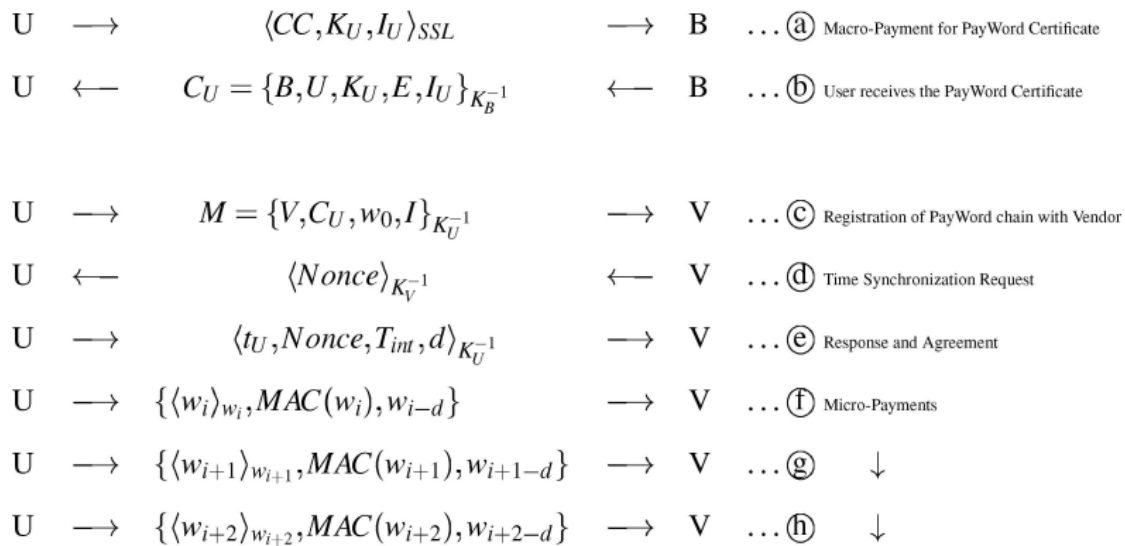 U ⟶ ⟨CC, K_U, I_U⟩_SSL ⟶ B ... ⓐ Macro-Payment for PayWord Certificate
U ⟵ C_U = {B, U, K_U, E, I_U}_{K_B^{-1}} ⟵ B ... ⓑ User receives the PayWord Certificate
U ⟶ M = {V, C_U, w_0, I}_{K_U^{-1}} ⟶ V ... ⓒ Registration of PayWord chain with Vendor
U ⟵ ⟨Nonce⟩_{K_V^{-1}} ⟵ V ... ⓓ Time Synchronization Request
U ⟶ ⟨t_U, Nonce, T_int, d⟩_{K_U^{-1}} ⟶ V ... ⓔ Response and Agreement
U ⟶ {⟨w_i⟩_{w_i}, MAC(w_i), w_{i−d}} ⟶ V ... ⓕ Micro-Payments
U ⟶ {⟨w_{i+1}⟩_{w_{i+1}}, MAC(w_{i+1}), w_{i+1−d}} ⟶ V ... ⓖ ↓
U ⟶ {⟨w_{i+2}⟩_{w_{i+2}}, MAC(w_{i+2}), w_{i+2−d}} ⟶ V ... ⓗ ↓